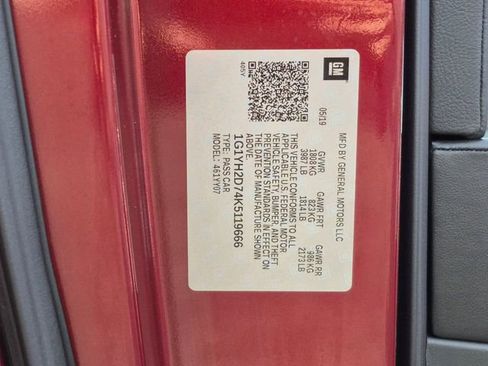 GM
MFD BY GENERAL MOTORS LLC
05/19 GVWR GAWR FRT GAWR RR
1808 KG 823 KG 986 KG
3987 LB 1814 LB 2173 LB
THIS VEHICLE CONFORMS TO ALL
APPLICABLE U.S. FEDERAL MOTOR
VEHICLE SAFETY, BUMPER, AND THEFT
PREVENTION STANDARDS IN EFFECT ON
THE DATE OF MANUFACTURE SHOWN
ABOVE.
1G1YH2D74K5119666
TYPE: PASS CAR
MODEL: 461YY07
405Y